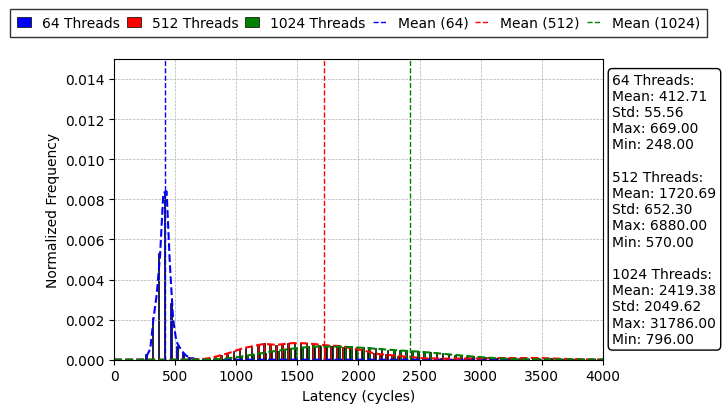 64 Threads 512 Threads 1024 Threads Mean (64) Mean (512) Mean (1024)
0.014
0.012
0.010
0.008
0.006
0.004
0.002
0.000
Normalized Frequency
0 500 1000 1500 2000 2500 3000 3500 4000
Latency (cycles)
64 Threads:
Mean: 412.71
Std: 55.56
Max: 669.00
Min: 248.00
512 Threads:
Mean: 1720.69
Std: 652.30
Max: 6880.00
Min: 570.00
1024 Threads:
Mean: 2419.38
Std: 2049.62
Max: 31786.00
Min: 796.00